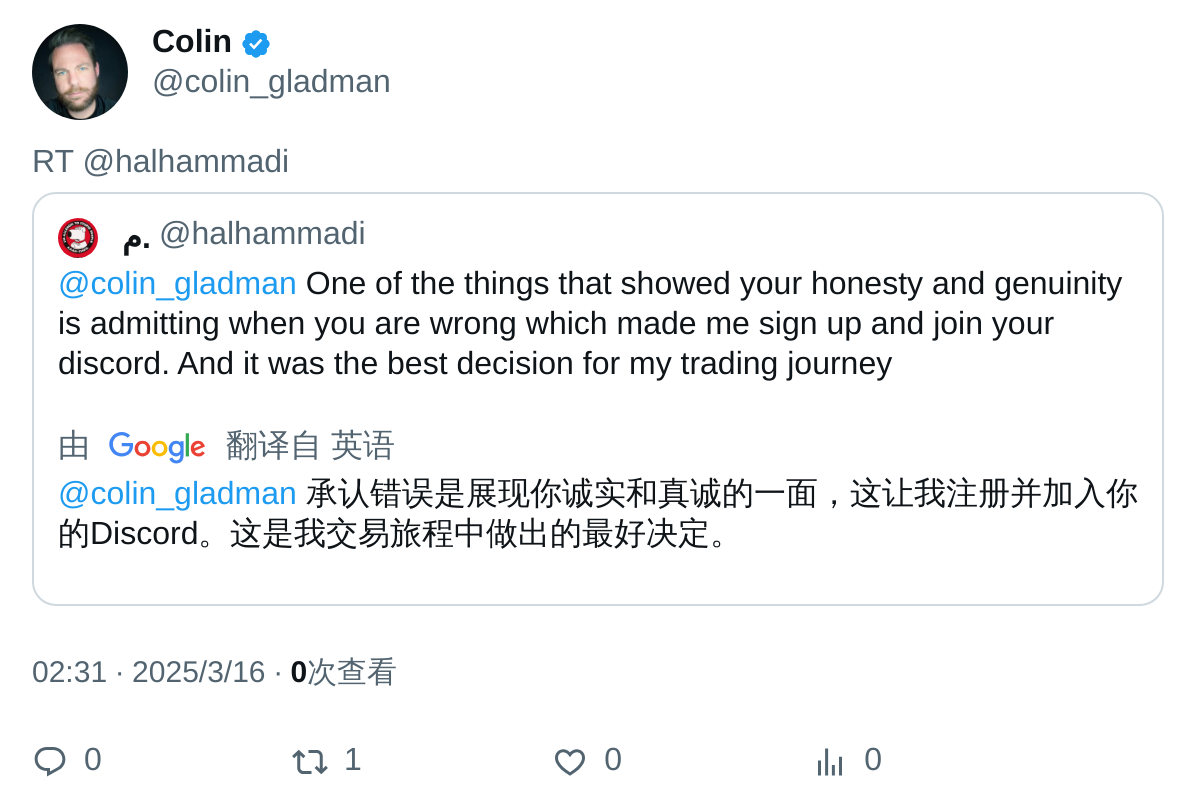 Colin
@colin_gladman
RT @halhammadi
م. @halhammadi
@colin_gladman One of the things that showed your honesty and genuinity
is admitting when you are wrong which made me sign up and join your
discord. And it was the best decision for my trading journey
由 Google 翻译自 英语
@colin_gladman 承认错误是展现你诚实和真诚的一面，这让我注册并加入你
的Discord。这是我交易旅程中做出的最好决定。
02:31 · 2025/3/16 · 0次查看
0 1 0 0